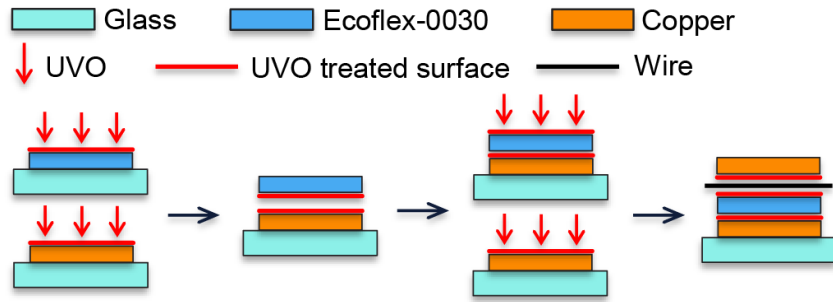 Glass Ecoflex-0030 Copper
UVO UVO treated surface Wire